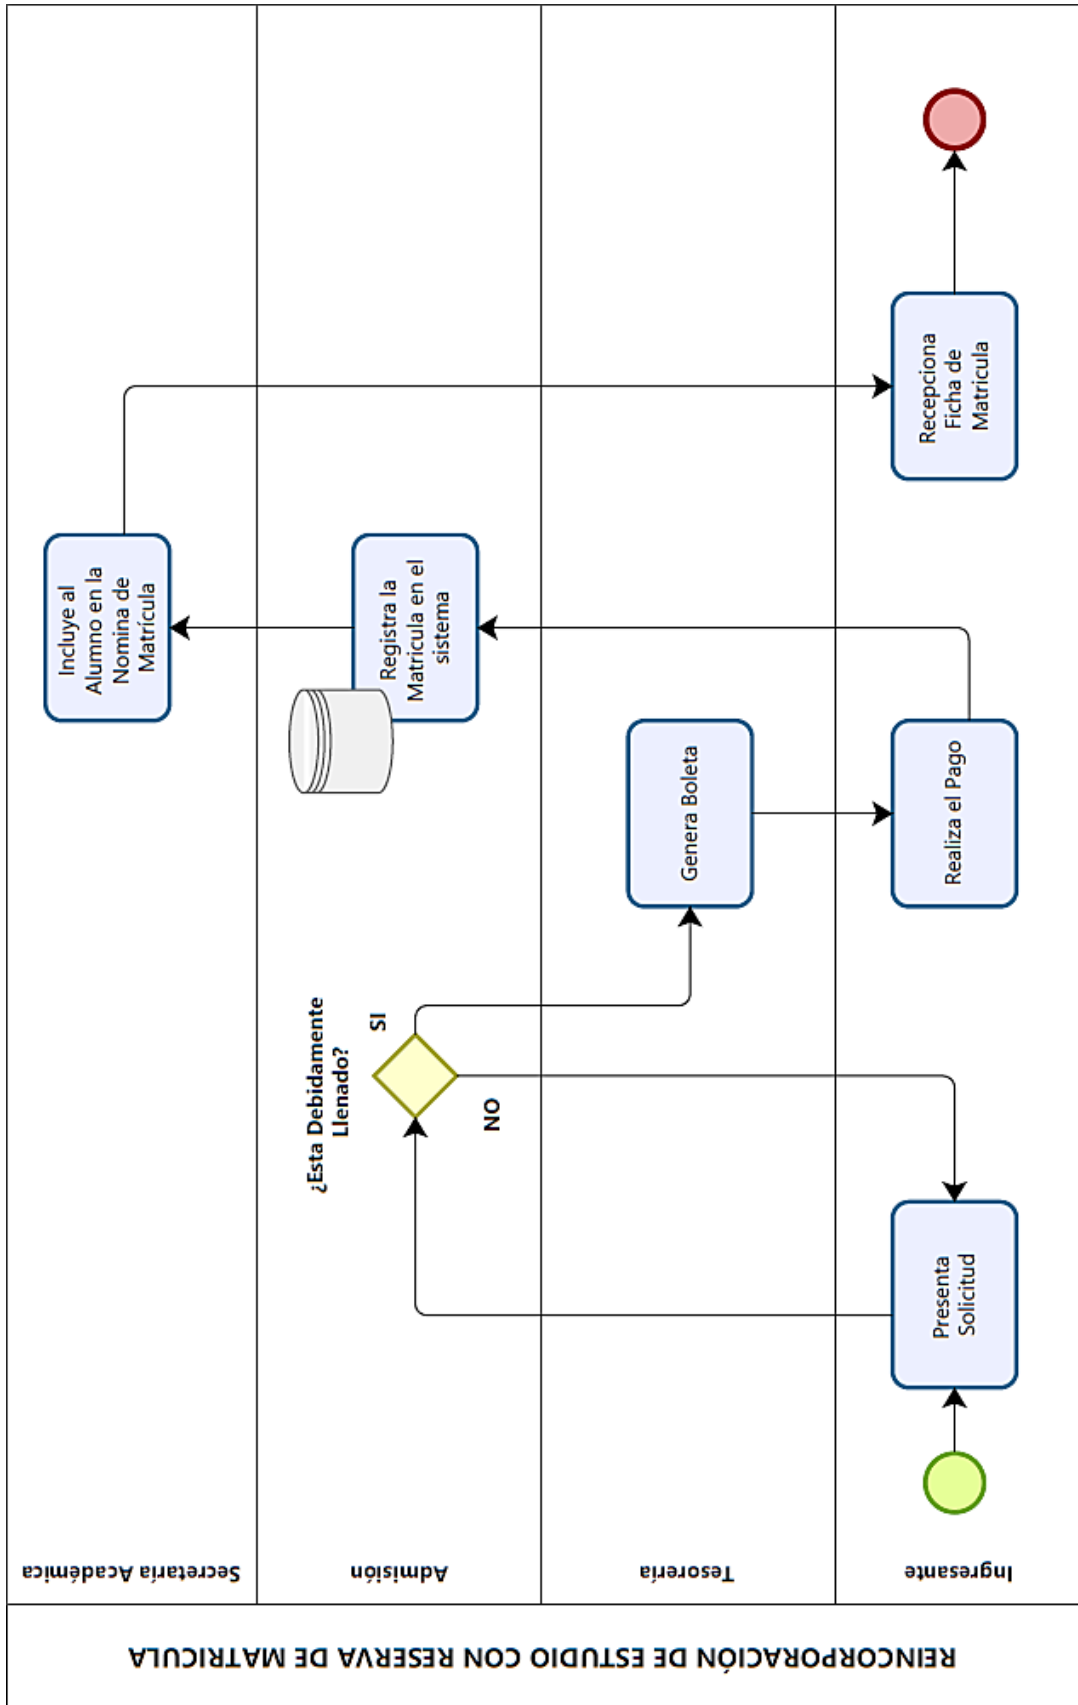 REINCORPORACIÓN DE ESTUDIO CON RESERVA DE MATRICULA
Secretaría Académica
Admisión
Tesorería
Ingresante
Presenta
Solicitud
¿Esta Debidamente
Llenado?
NO
SI
Genera Boleta
Realiza el Pago
Registra la
Matricula en el
sistema
Incluye al
Alumno en la
Nomina de
Matrícula
Recepciona
Ficha de
Matricula